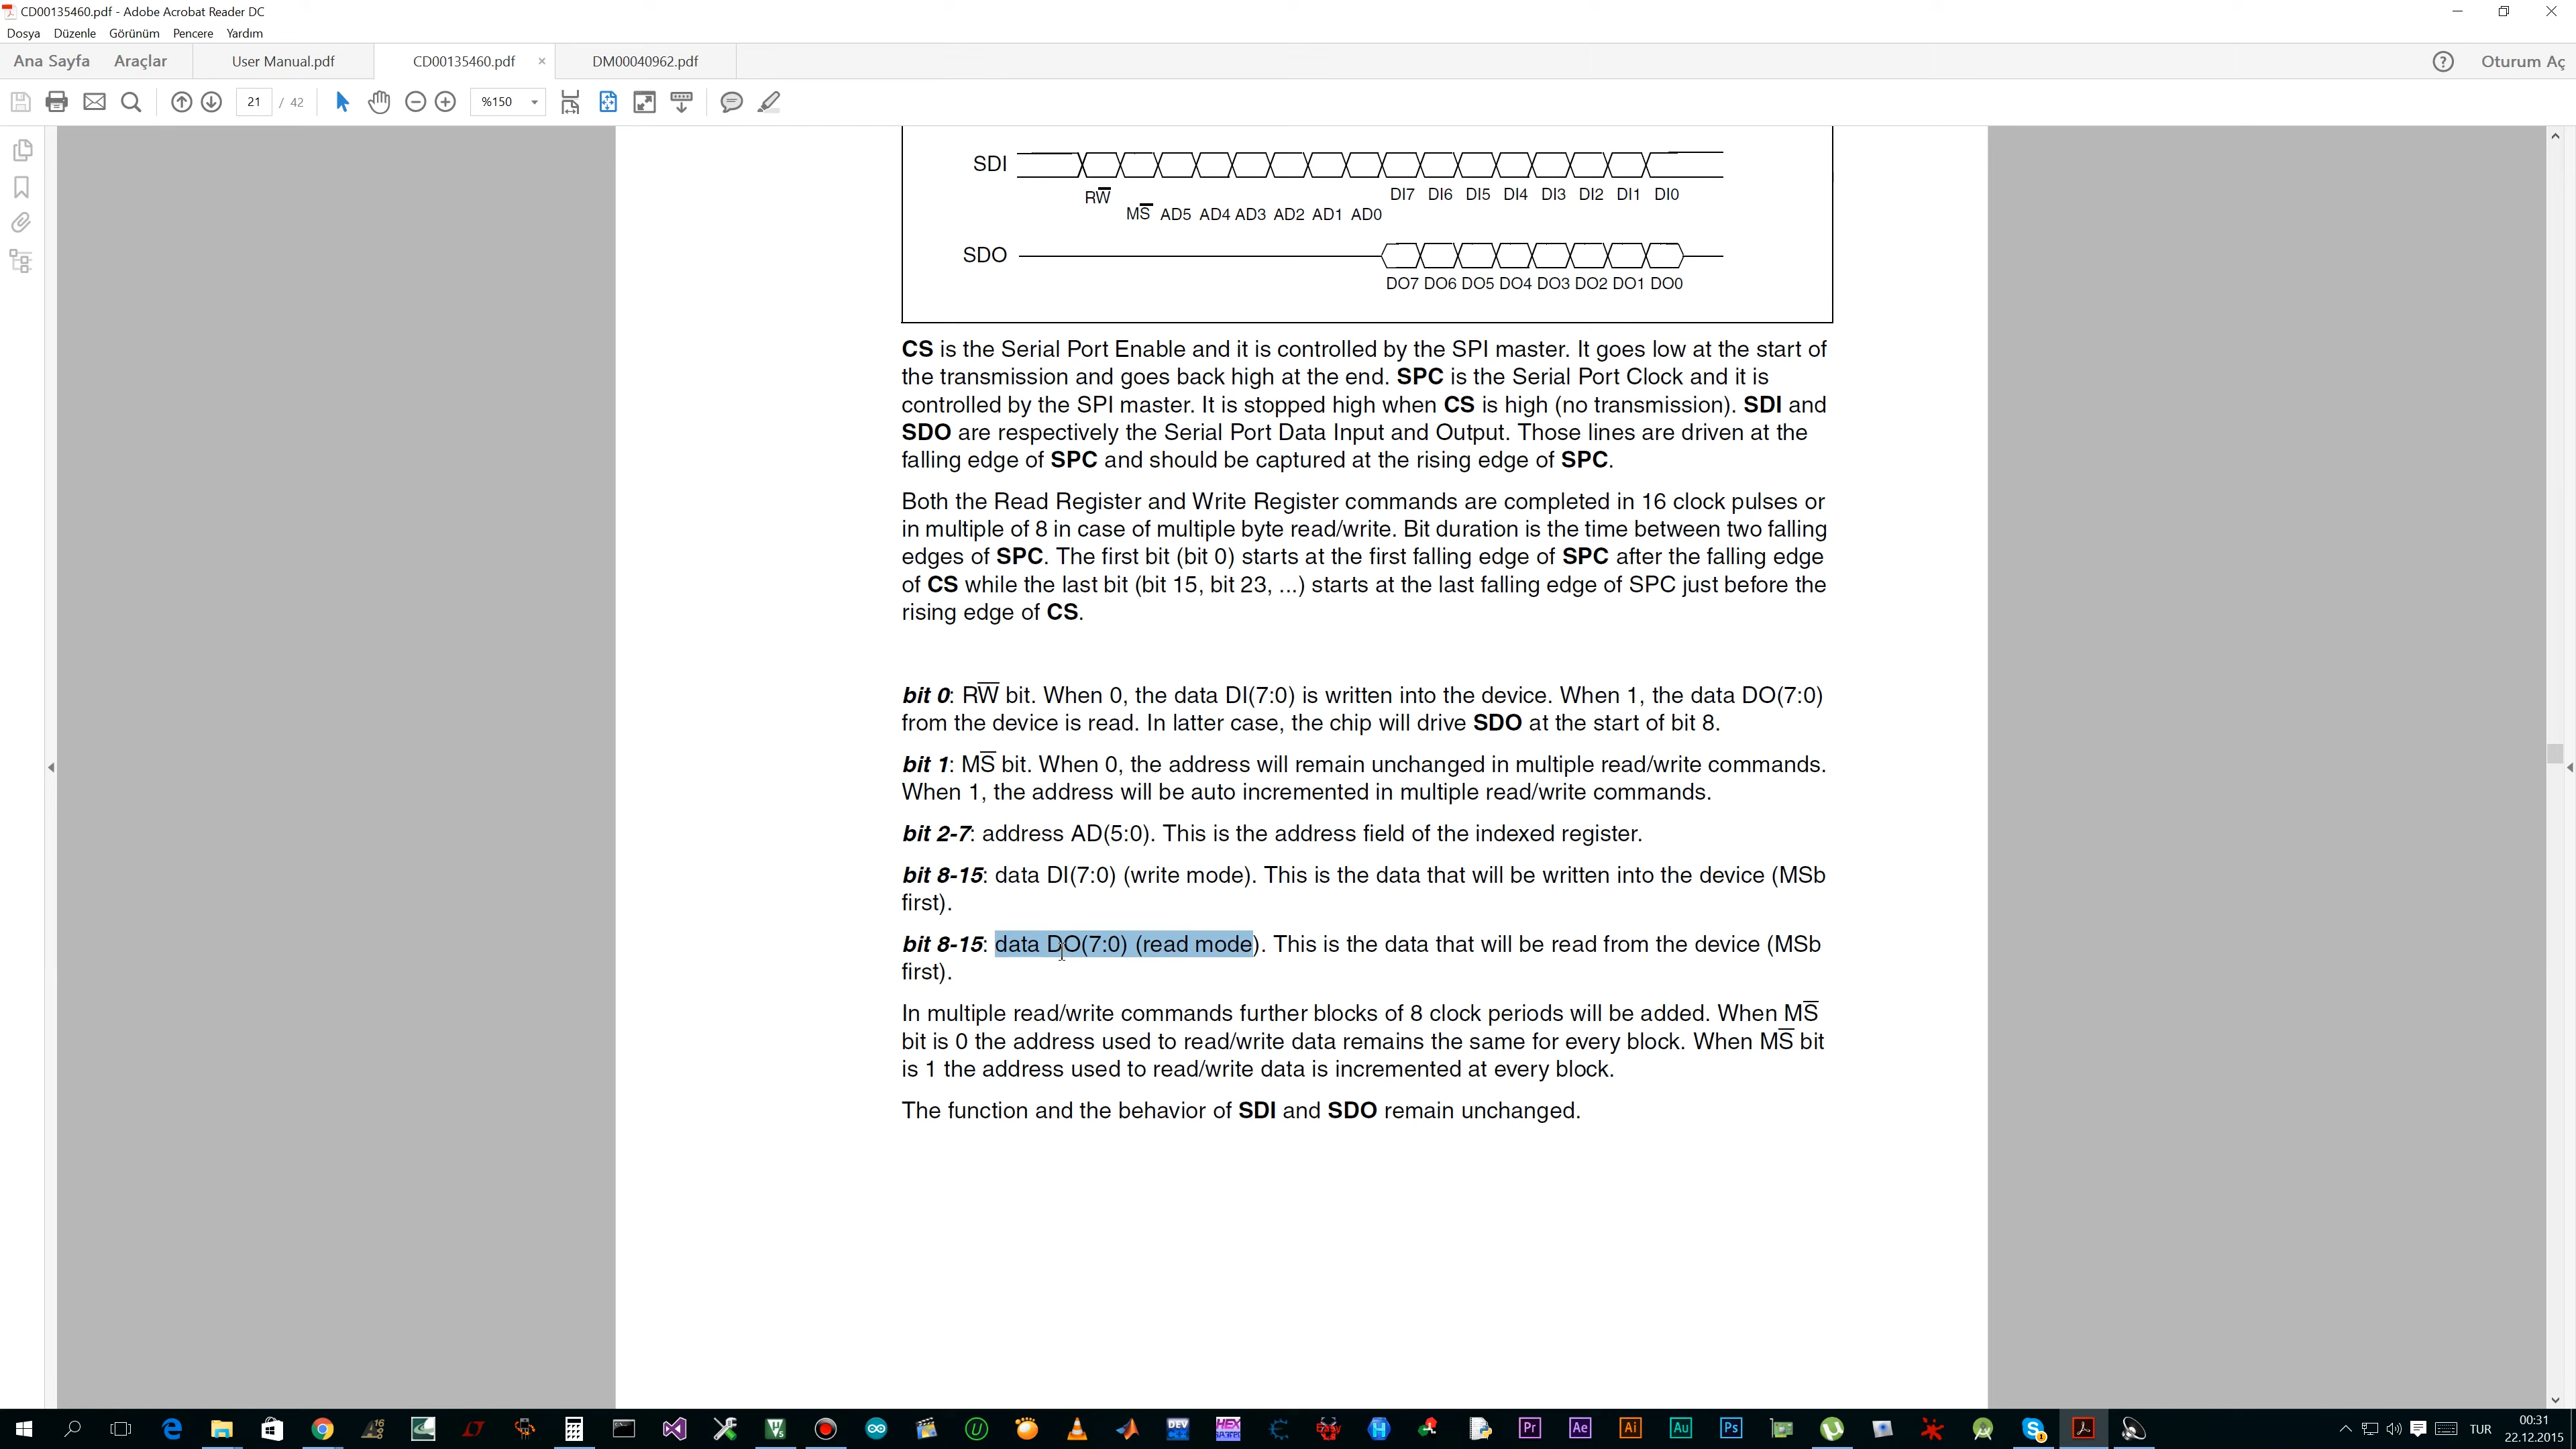 CD00135460.pdf - Adobe Acrobat Reader DC
Dosya Düzenle Görünüm Pencere Yardım
Ana Sayfa Araçlar User Manual.pdf CD00135460.pdf × DM00040962.pdf Oturum Aç
21 / 42 %150
SDI
RW DI7 DI6 DI5 DI4 DI3 DI2 DI1 DI0
MS AD5 AD4 AD3 AD2 AD1 AD0
SDO
DO7 DO6 DO5 DO4 DO3 DO2 DO1 DO0
CS is the Serial Port Enable and it is controlled by the SPI master. It goes low at the start of
the transmission and goes back high at the end. SPC is the Serial Port Clock and it is
controlled by the SPI master. It is stopped high when CS is high (no transmission). SDI and
SDO are respectively the Serial Port Data Input and Output. Those lines are driven at the
falling edge of SPC and should be captured at the rising edge of SPC.
Both the Read Register and Write Register commands are completed in 16 clock pulses or
in multiple of 8 in case of multiple byte read/write. Bit duration is the time between two falling
edges of SPC. The first bit (bit 0) starts at the first falling edge of SPC after the falling edge
of CS while the last bit (bit 15, bit 23, ...) starts at the last falling edge of SPC just before the
rising edge of CS.
bit 0: RW bit. When 0, the data DI(7:0) is written into the device. When 1, the data DO(7:0)
from the device is read. In latter case, the chip will drive SDO at the start of bit 8.
bit 1: MS bit. When 0, the address will remain unchanged in multiple read/write commands.
When 1, the address will be auto incremented in multiple read/write commands.
bit 2-7: address AD(5:0). This is the address field of the indexed register.
bit 8-15: data DI(7:0) (write mode). This is the data that will be written into the device (MSb
first).
bit 8-15: data DO(7:0) (read mode). This is the data that will be read from the device (MSb
first).
In multiple read/write commands further blocks of 8 clock periods will be added. When MS
bit is 0 the address used to read/write data remains the same for every block. When MS bit
is 1 the address used to read/write data is incremented at every block.
The function and the behavior of SDI and SDO remain unchanged.
DEV HEX Pr Ae Ai Au Ps
TUR
00:31
22.12.2015